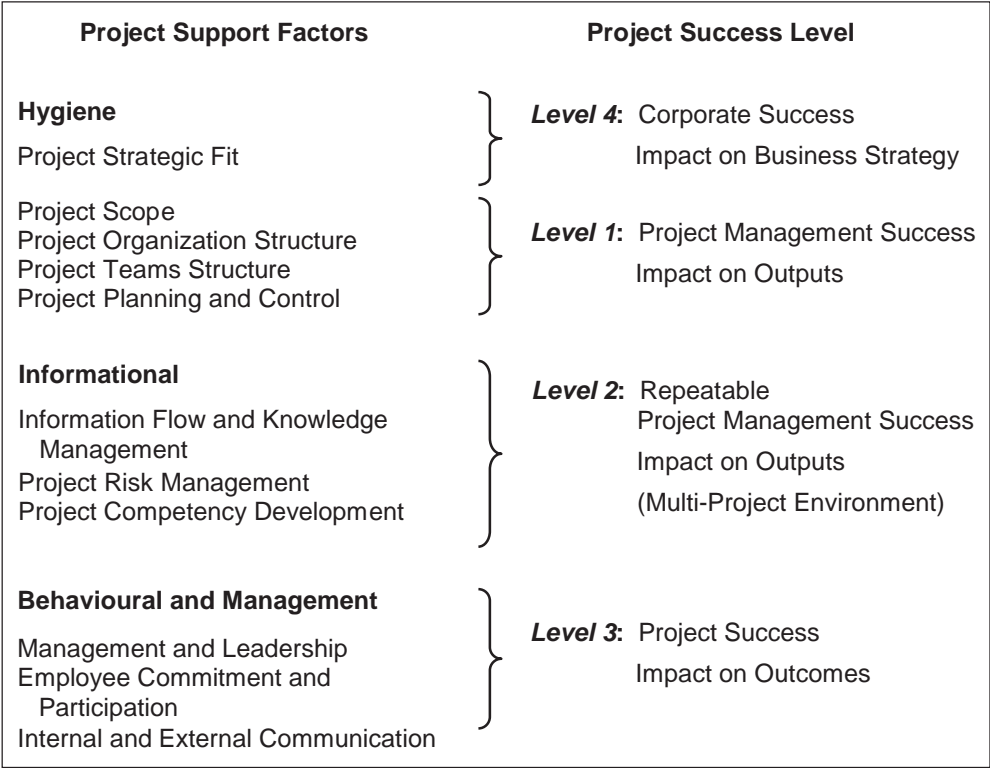 Project Support Factors
Project Success Level
Hygiene
Project Strategic Fit
Level 4: Corporate Success
Impact on Business Strategy
Project Scope
Project Organization Structure
Project Teams Structure
Project Planning and Control
Level 1: Project Management Success
Impact on Outputs
Informational
Information Flow and Knowledge
Management
Project Risk Management
Project Competency Development
Level 2: Repeatable
Project Management Success
Impact on Outputs
(Multi-Project Environment)
Behavioural and Management
Management and Leadership
Employee Commitment and
Participation
Internal and External Communication
Level 3: Project Success
Impact on Outcomes